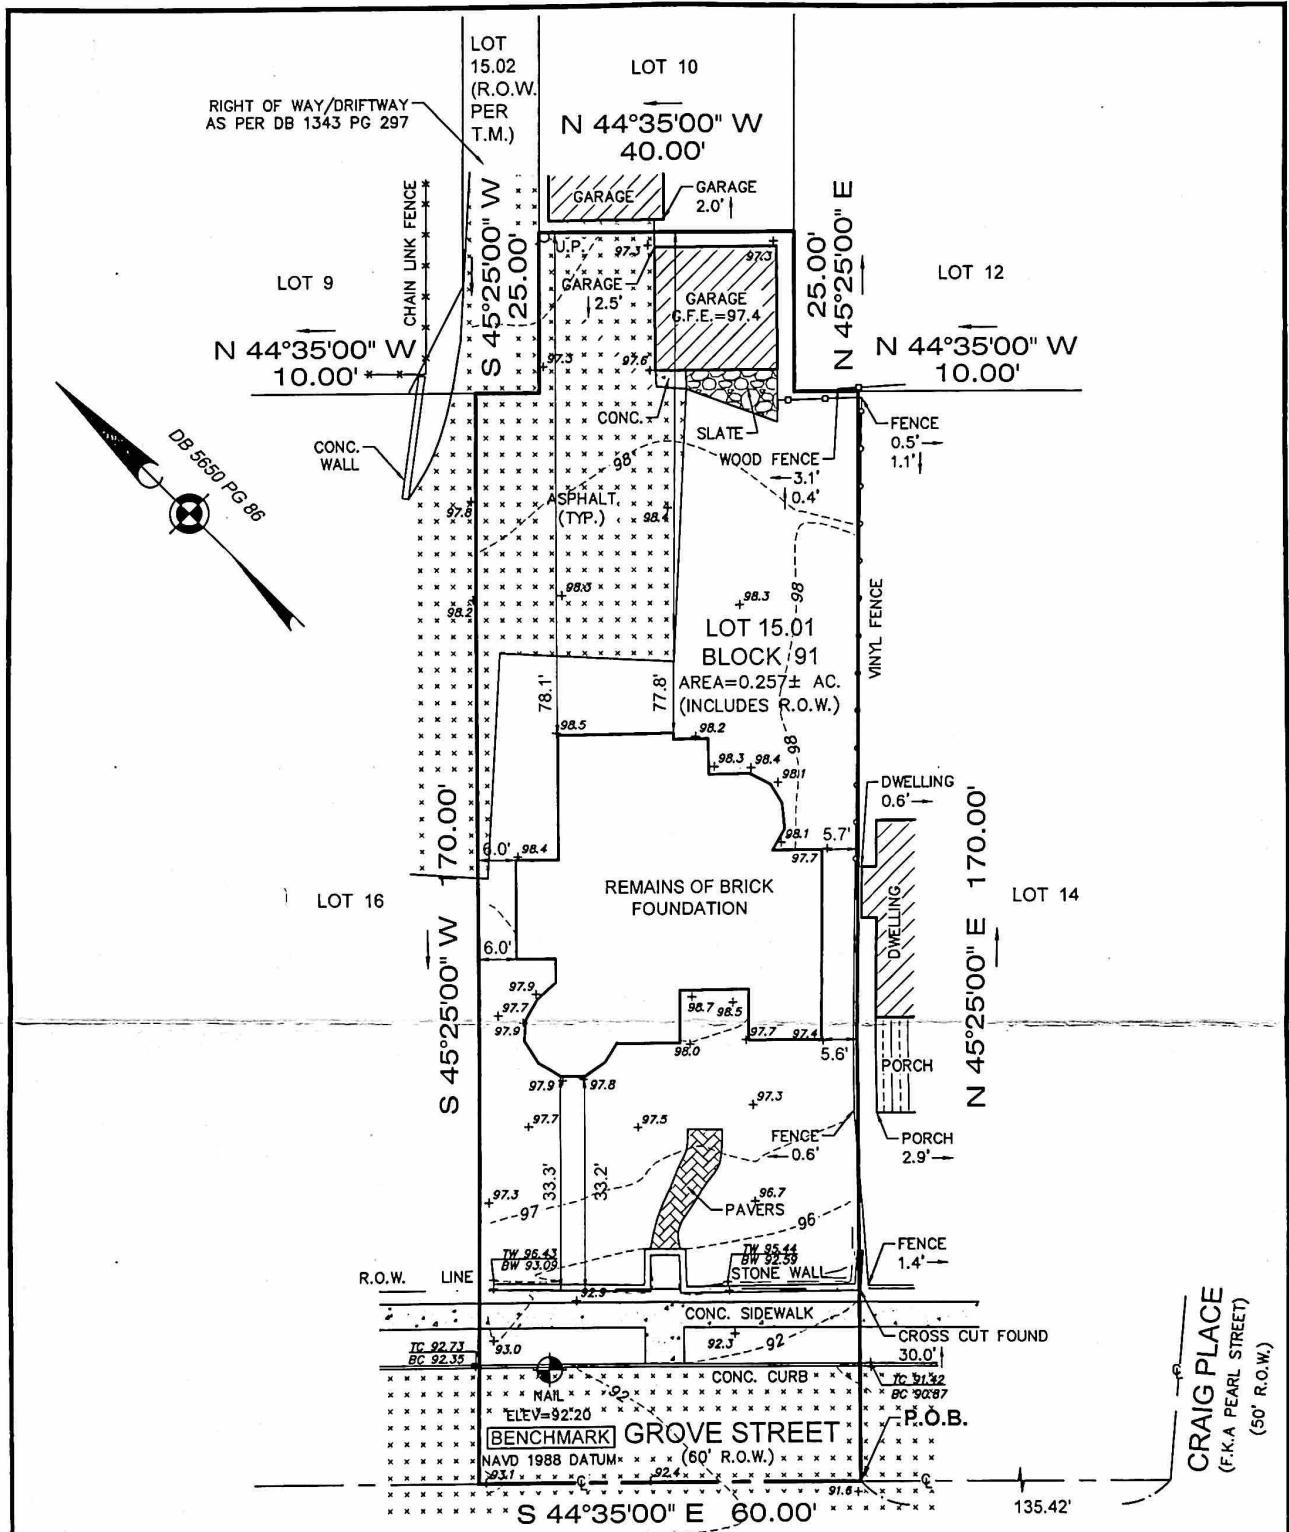 LOT
15.02
(R.O.W.
PER
T.M.)
LOT 10
RIGHT OF WAY/DRIFTWAY
AS PER DB 1343 PG 297
N 44°35'00" W
40.00'
CHAIN LINK FENCE
S 45°25'00" W
25.00'
GARAGE
GARAGE
2.0'
N 45°25'00" E
25.00'
U.P.
97.3
97.3
LOT 9
GARAGE
2.5'
GARAGE
G.F.E.=97.4
LOT 12
N 44°35'00" W
10.00'
97.3
97.6
N 44°35'00" W
10.00'
CONC.
SLATE
FENCE
0.5'
1.1'
CONC.
WALL
WOOD FENCE
3.1'
0.4'
DB 5650 PG 86
98
ASPHALT
(TYP.)
97.8
98.4
98.2
98.3
98.3
98
VINYL FENCE
LOT 15.01
BLOCK 91
AREA=0.257± AC.
(INCLUDES R.O.W.)
78.1'
77.8'
98.5
98.2
98
98.3
98.4
98.1
DWELLING
0.6'
98.1
5.7'
97.7
6.0'
98.4
S 45°25'00" W 170.00'
N 45°25'00" E 170.00'
REMAINS OF BRICK
FOUNDATION
LOT 16
LOT 14
DWELLING
6.0'
97.9
97.7
97.9
98.7
98.5
97.7
97.4
98.0
5.6'
PORCH
97.9
97.8
97.3
97.7
97.5
FENCE
0.6'
PORCH
2.9'
33.3'
33.2'
97.3
97
PAVERS
96.7
96
TW 96.43
BW 93.09
TW 95.44
BW 92.59
FENCE
1.4'
R.O.W. LINE
STONE WALL
92.9
CONC. SIDEWALK
93.0
92.3
92
CROSS CUT FOUND
30.0'
TC 92.73
BC 92.35
CONC. CURB
TC 91.42
BC 90.87
NAIL
ELEV=92.20
92
BENCHMARK
GROVE STREET
(60' R.O.W.)
P.O.B.
NAVD 1988 DATUM
93.1
92.4
91.6
S 44°35'00" E 60.00'
135.42'
CRAIG PLACE
(F.K.A PEARL STREET)
(50' R.O.W.)